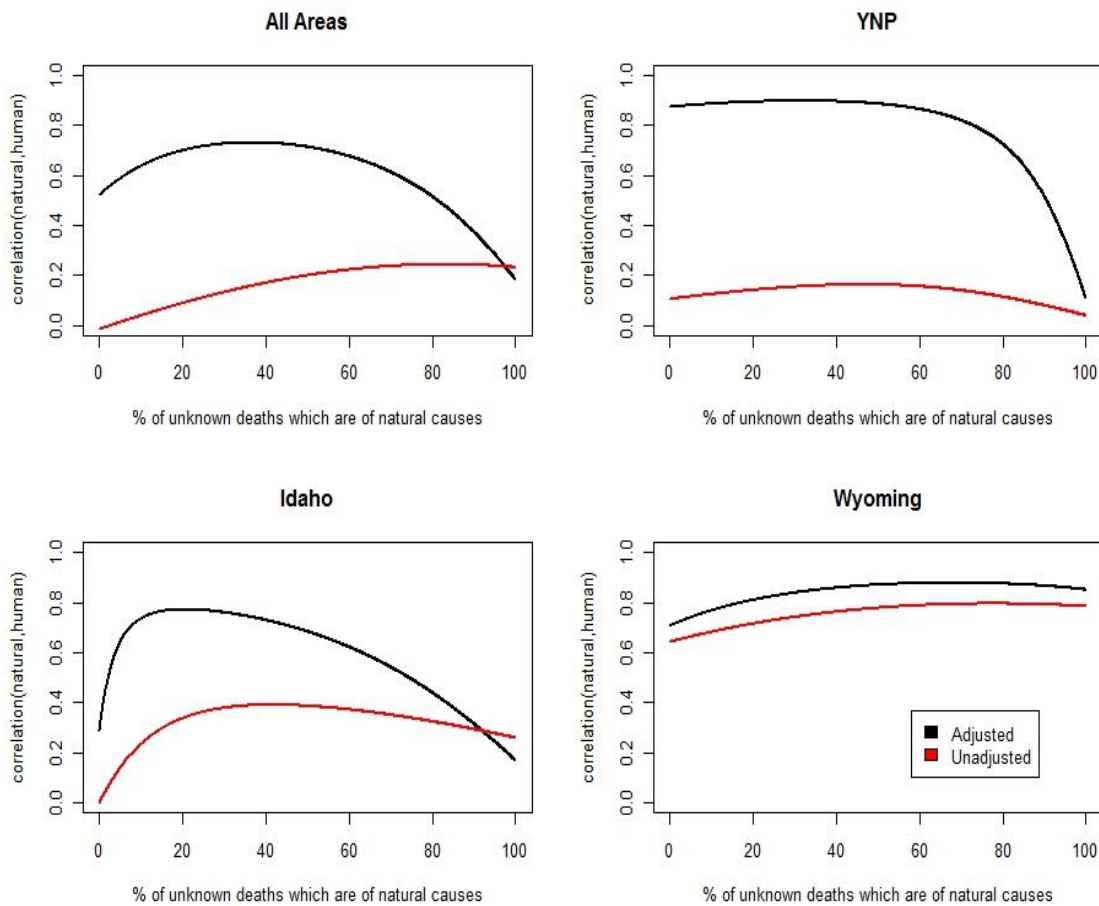 All Areas
correlation(natural,human)
1.0
0.8
0.6
0.4
0.2
0.0
0 20 40 60 80 100
% of unknown deaths which are of natural causes
YNP
correlation(natural,human)
1.0
0.8
0.6
0.4
0.2
0.0
0 20 40 60 80 100
% of unknown deaths which are of natural causes
Idaho
correlation(natural,human)
1.0
0.8
0.6
0.4
0.2
0.0
0 20 40 60 80 100
% of unknown deaths which are of natural causes
Wyoming
correlation(natural,human)
1.0
0.8
0.6
0.4
0.2
0.0
Adjusted
Unadjusted
0 20 40 60 80 100
% of unknown deaths which are of natural causes